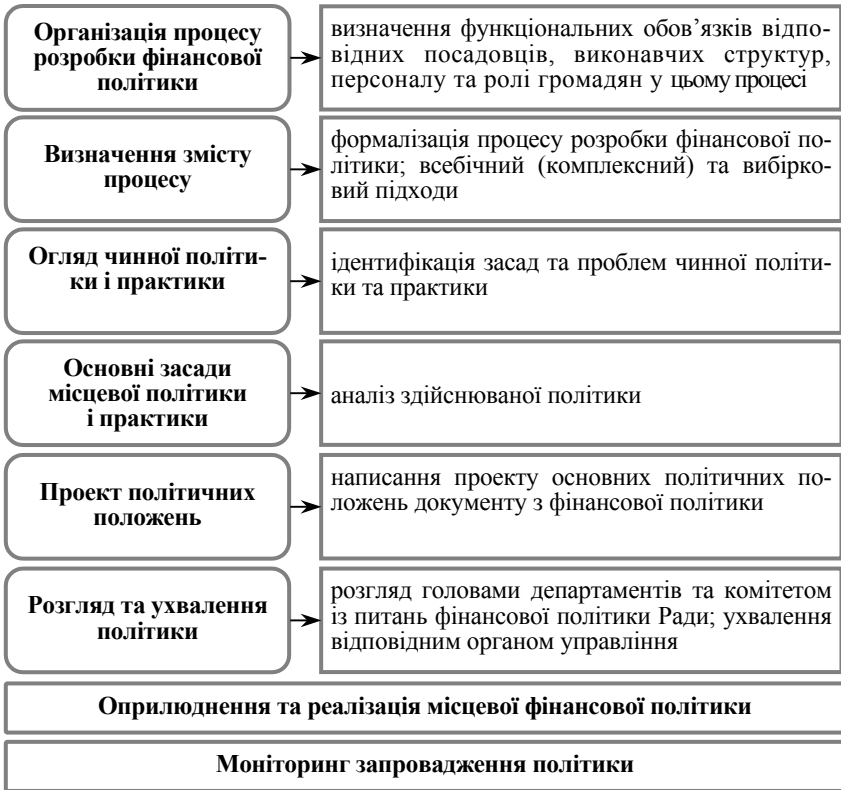 Організація процесу
розробки фінансової
політики
визначення функціональних обов’язків відпо-
відних посадовців, виконавчих структур,
персоналу та ролі громадян у цьому процесі
Визначення змісту
процесу
формалізація процесу розробки фінансової по-
літики; всебічний (комплексний) та вибірко-
вий підходи
Огляд чинної політи-
ки і практики
ідентифікація засад та проблем чинної політи-
ки та практики
Основні засади
місцевої політики
і практики
аналіз здійснюваної політики
Проект політичних
положень
написання проекту основних політичних по-
ложень документу з фінансової політики
Розгляд та ухвалення
політики
розгляд головами департаментів та комітетом
із питань фінансової політики Ради; ухвалення
відповідним органом управління
Оприлюднення та реалізація місцевої фінансової політики
Моніторинг запровадження політики